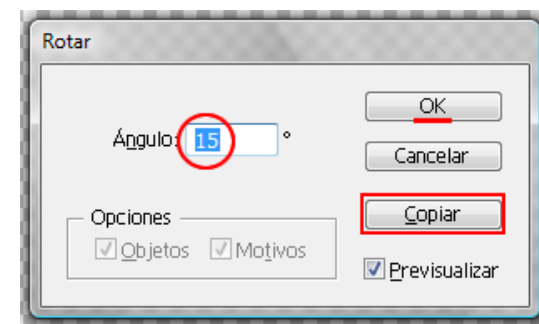 Rotar
OK
Ángulo: 15 °
Cancelar
Opciones
Copiar
Objetos Motivos
Previsualizar